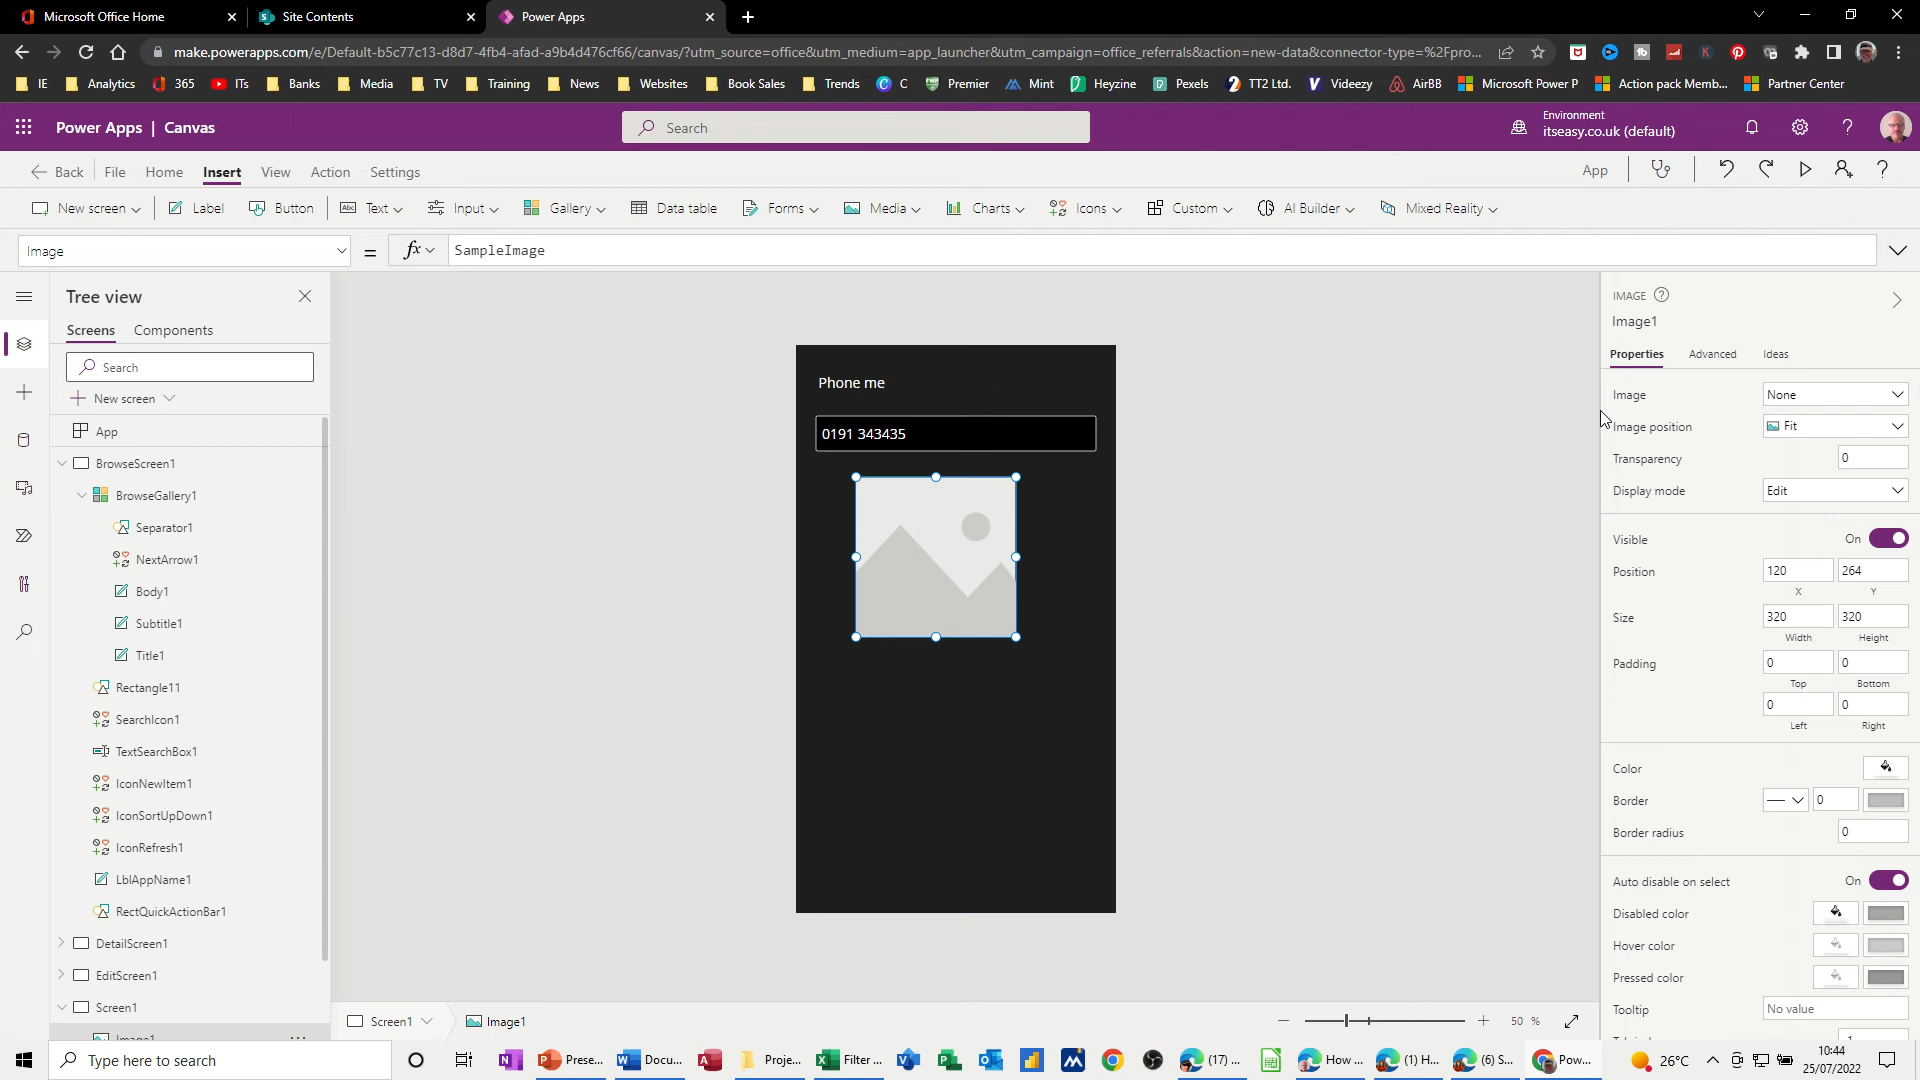 Microsoft Office Home
Site Contents
Power Apps
make.powerapps.com/e/Default-b5c77c13-d8d7-4fb4-afad-a9b4d476cf66/canvas/?utm_source=office&utm_medium=app_launcher&utm_campaign=office_referrals&action=new-data&connector-type=%2Fpro...
IE Analytics 365 ITs Banks Media TV Training News Websites Book Sales Trends C Premier Mint Heyzine Pexels TT2 Ltd. Videezy AirBB Microsoft Power P Action pack Memb... Partner Center
Power Apps | Canvas
Search
Environment
itseasy.co.uk (default)
Back File Home Insert View Action Settings
App
New screen Label Button Text Input Gallery Data table Forms Media Charts Icons Custom AI Builder Mixed Reality
Image = fx SampleImage
Tree view
Screens Components
Search
New screen
App
BrowseScreen1
BrowseGallery1
Separator1
NextArrow1
Body1
Subtitle1
Title1
Rectangle11
SearchIcon1
TextSearchBox1
IconNewItem1
IconSortUpDown1
IconRefresh1
LblAppName1
RectQuickActionBar1
DetailScreen1
EditScreen1
Screen1
Image1
Phone me
0191 343435
Screen1 Image1
50 %
IMAGE
Image1
Properties Advanced Ideas
Image None
Image position Fit
Transparency 0
Display mode Edit
Visible On
Position 120 264
X Y
Size 320 320
Width Height
Padding 0 0
Top Bottom
0 0
Left Right
Color
Border 0
Border radius 0
Auto disable on select On
Disabled color
Hover color
Pressed color
Tooltip No value
Type here to search
Prese...
Docu...
Proje...
Filter ...
(17) ...
How ...
(1) H...
(6) S...
Pow...
26°C
10:44
25/07/2022